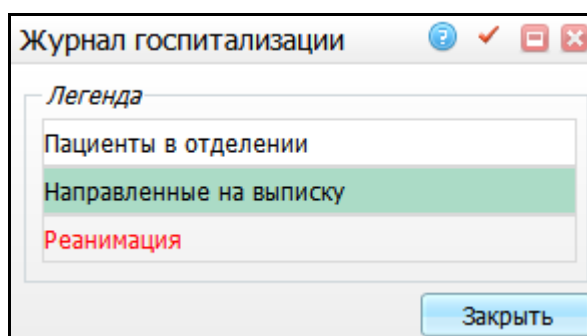 Журнал госпитализации
Легенда
Пациенты в отделении
Направленные на выписку
Реанимация
Закрыть